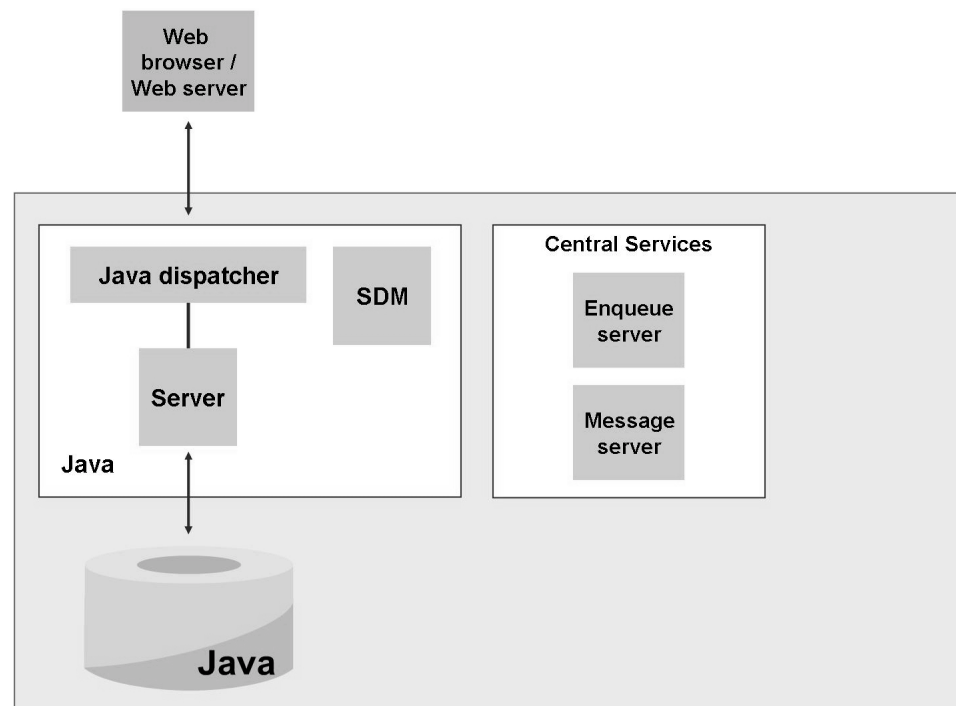 Web
browser /
Web server
Java dispatcher
SDM
Server
Java
Central Services
Enqueue
server
Message
server
Java